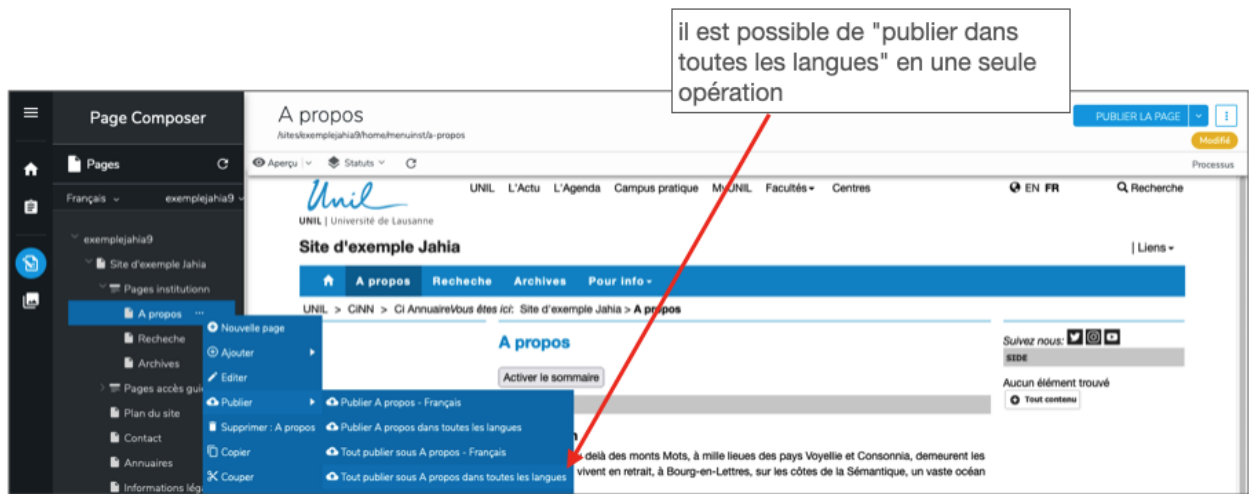 il est possible de "publier dans
toutes les langues" en une seule
opération
Page Composer
A propos
/sites/exemplejahia9/home/menuinst/a-propos
PUBLIER LA PAGE
Modifié
Pages
Aperçu
Statuts
Processus
Français
exemplejahia9
exemplejahia9
Site d'exemple Jahia
Pages institutionn
A propos ...
Recheche
Archives
Pages accès gui
Plan du site
Contact
Annuaires
Informations lég
Nouvelle page
Ajouter
Editer
Publier
Supprimer : A propos
Copier
Couper
Publier A propos - Français
Publier A propos dans toutes les langues
Tout publier sous A propos - Français
Tout publier sous A propos dans toutes les langues
Unil
UNIL | Université de Lausanne
UNIL L'Actu L'Agenda Campus pratique MyUNIL Facultés Centres
EN FR
Recherche
Site d'exemple Jahia
| Liens
A propos Recheche Archives Pour info
UNIL > CiNN > Ci AnnuaireVous êtes ici: Site d'exemple Jahia > A propos
A propos
Activer le sommaire
Suivez nous:
SIDE
Aucun élément trouvé
Tout contenu
delà des monts Mots, à mille lieues des pays Voyellie et Consonnia, demeurent les
vivent en retrait, à Bourg-en-Lettres, sur les côtes de la Sémantique, un vaste océan